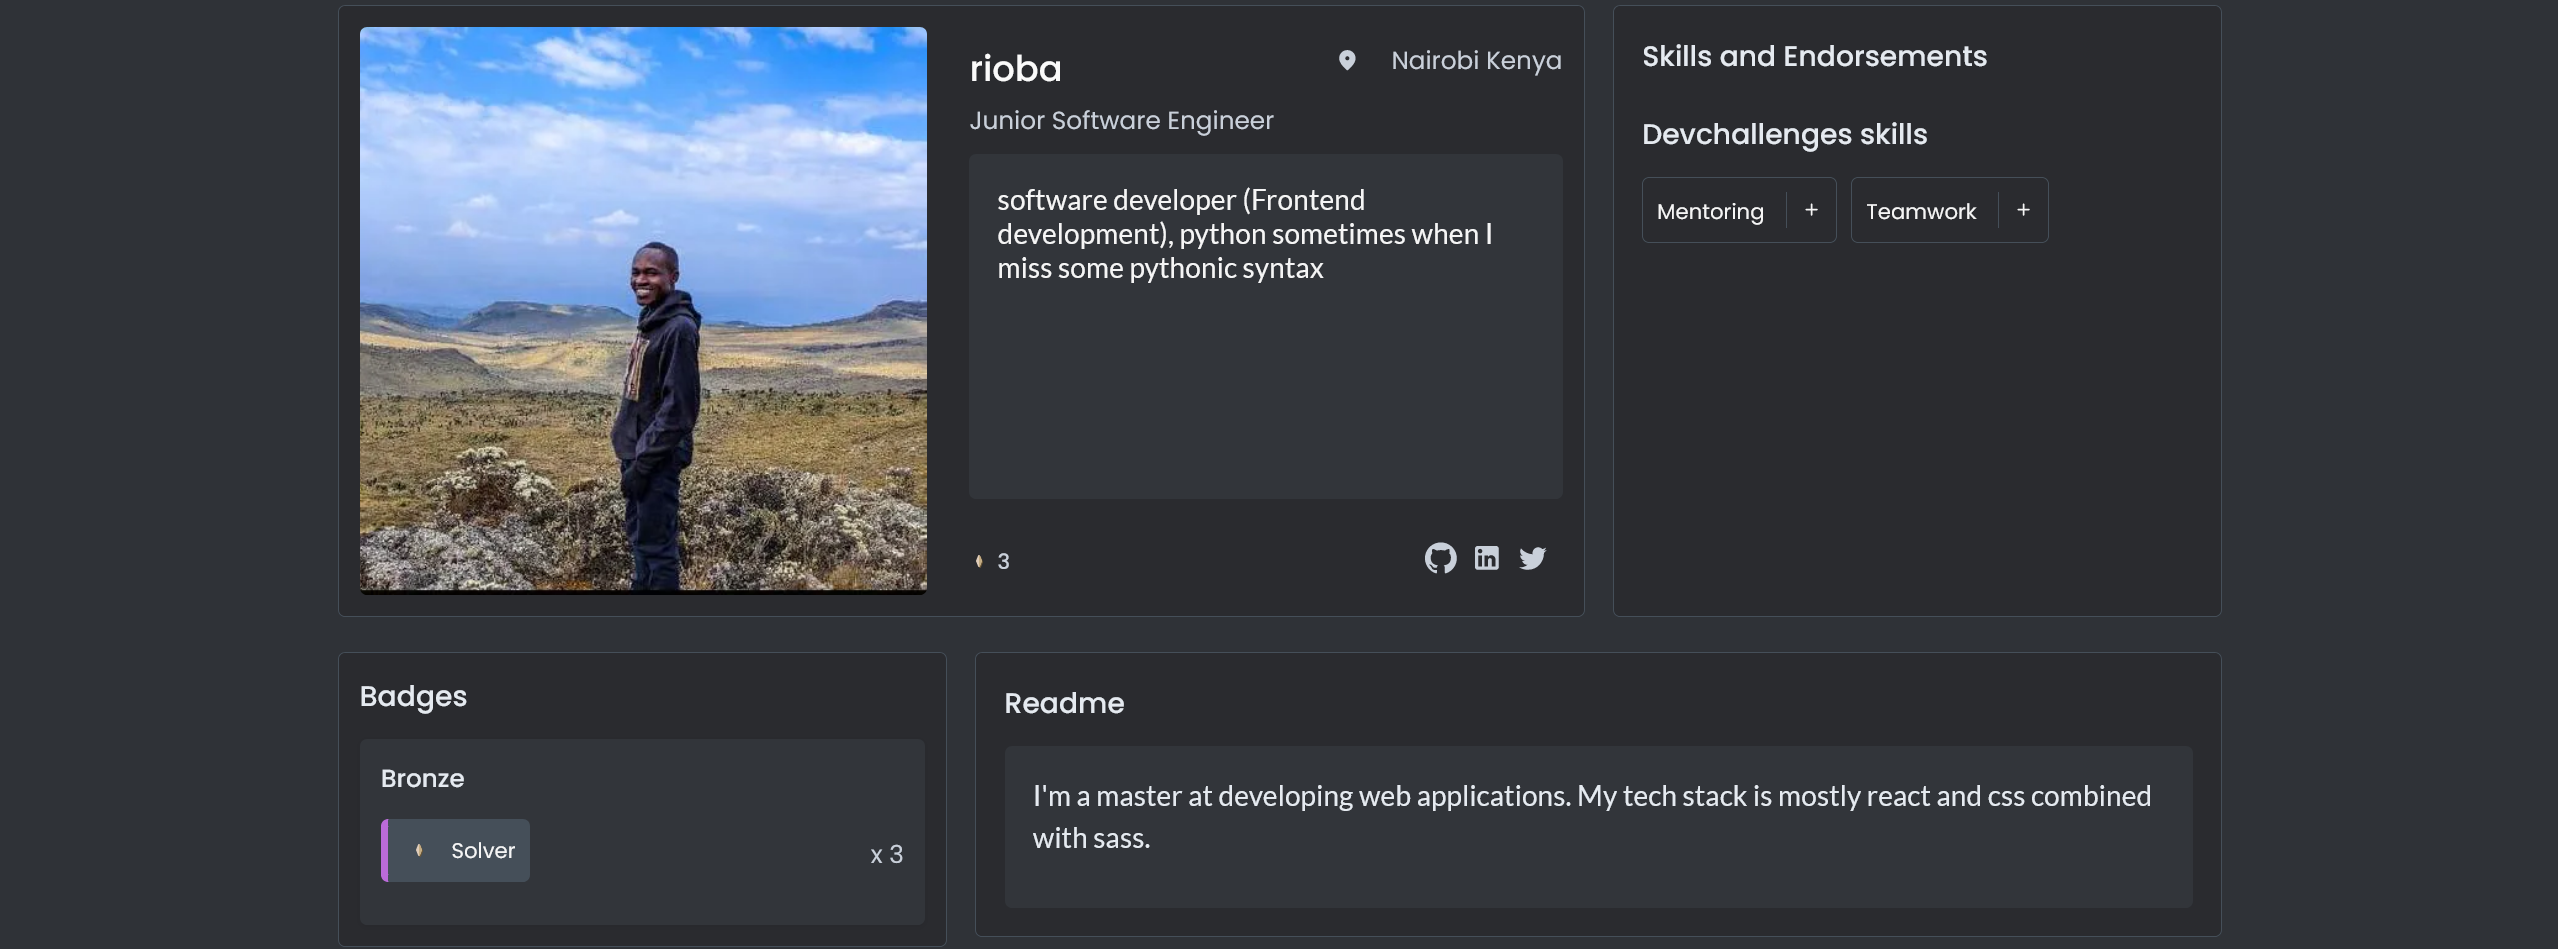 rioba
Nairobi Kenya
Junior Software Engineer
software developer (Frontend
development), python sometimes when I
miss some pythonic syntax
3
in
Skills and Endorsements
Devchallenges skills
Mentoring +
Teamwork +
Badges
Bronze
Solver
x 3
Readme
I'm a master at developing web applications. My tech stack is mostly react and css combined
with sass.